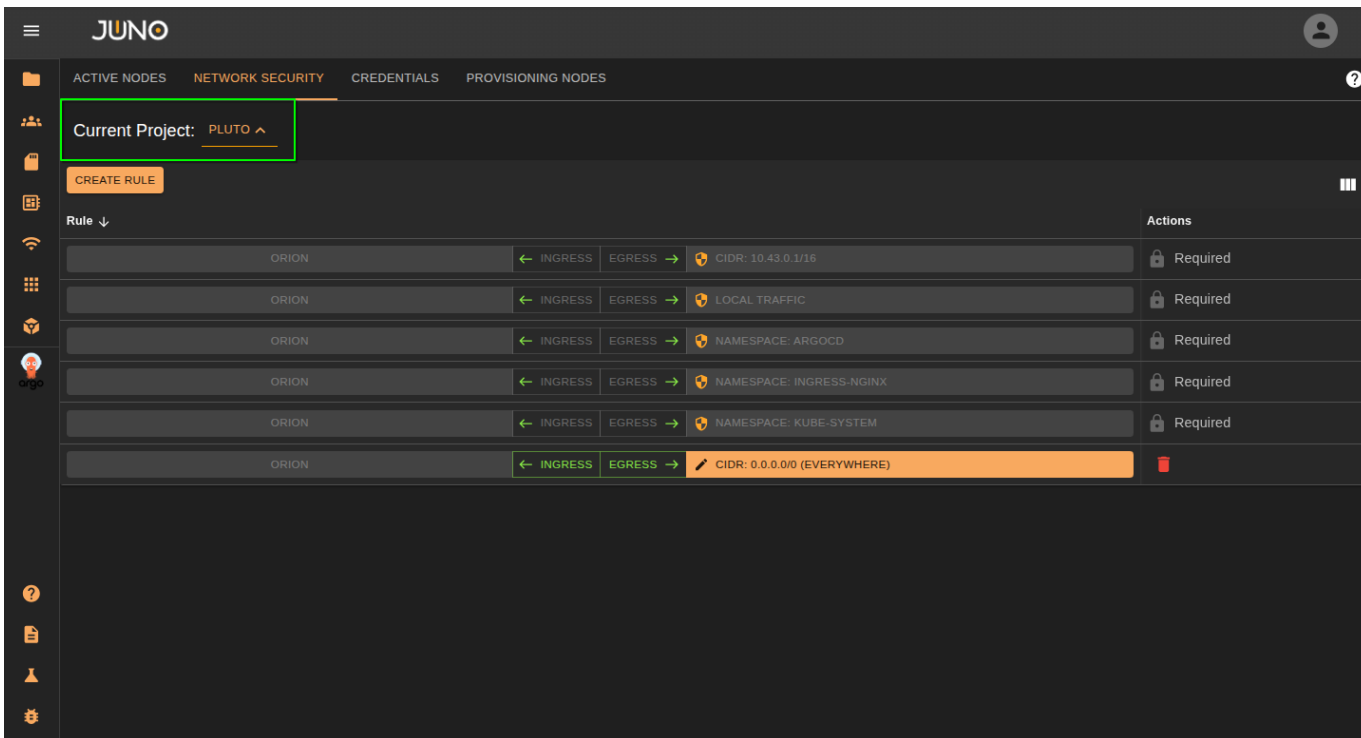 JUNO
ACTIVE NODES NETWORK SECURITY CREDENTIALS PROVISIONING NODES
Current Project: PLUTO
CREATE RULE
Rule Actions
ORION INGRESS EGRESS CIDR: 10.43.0.1/16 Required
ORION INGRESS EGRESS LOCAL TRAFFIC Required
ORION INGRESS EGRESS NAMESPACE: ARGOCD Required
argo
ORION INGRESS EGRESS NAMESPACE: INGRESS-NGINX Required
ORION INGRESS EGRESS NAMESPACE: KUBE-SYSTEM Required
ORION INGRESS EGRESS CIDR: 0.0.0.0/0 (EVERYWHERE)